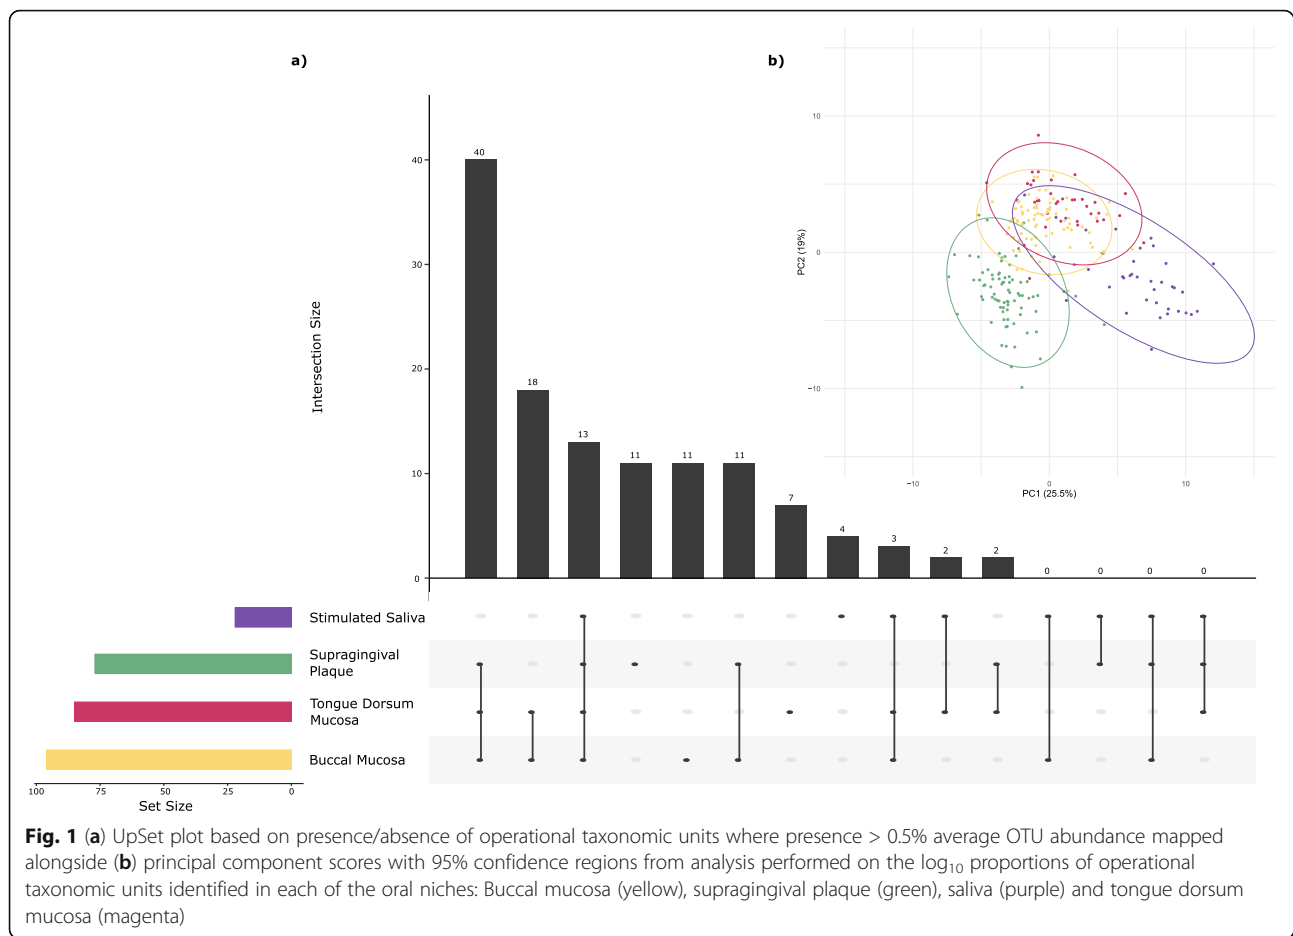 a)
b)
Intersection Size
40
30
20
10
0
40
18
13
11
11
11
7
4
3
2
2
0
0
0
0
PC2 (19%)
10
0
−10
−10
0
10
PC1 (25.5%)
Stimulated Saliva
Supragingival
Plaque
Tongue Dorsum
Mucosa
Buccal Mucosa
100
75
50
25
0
Set Size
Fig. 1 (a) UpSet plot based on presence/absence of operational taxonomic units where presence > 0.5% average OTU abundance mapped
alongside (b) principal component scores with 95% confidence regions from analysis performed on the log10 proportions of operational
taxonomic units identified in each of the oral niches: Buccal mucosa (yellow), supragingival plaque (green), saliva (purple) and tongue dorsum
mucosa (magenta)